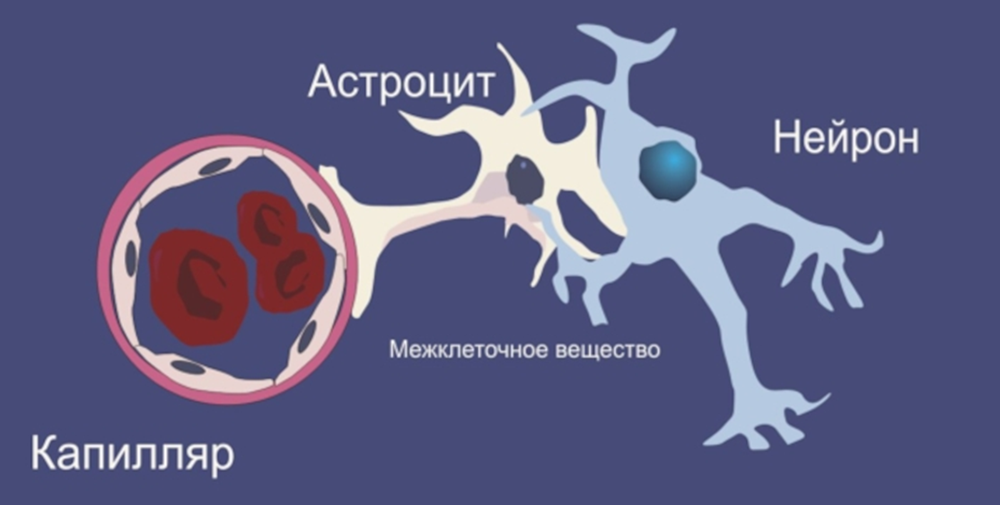 Астроцит
Нейрон
Межклеточное вещество
Капилляр